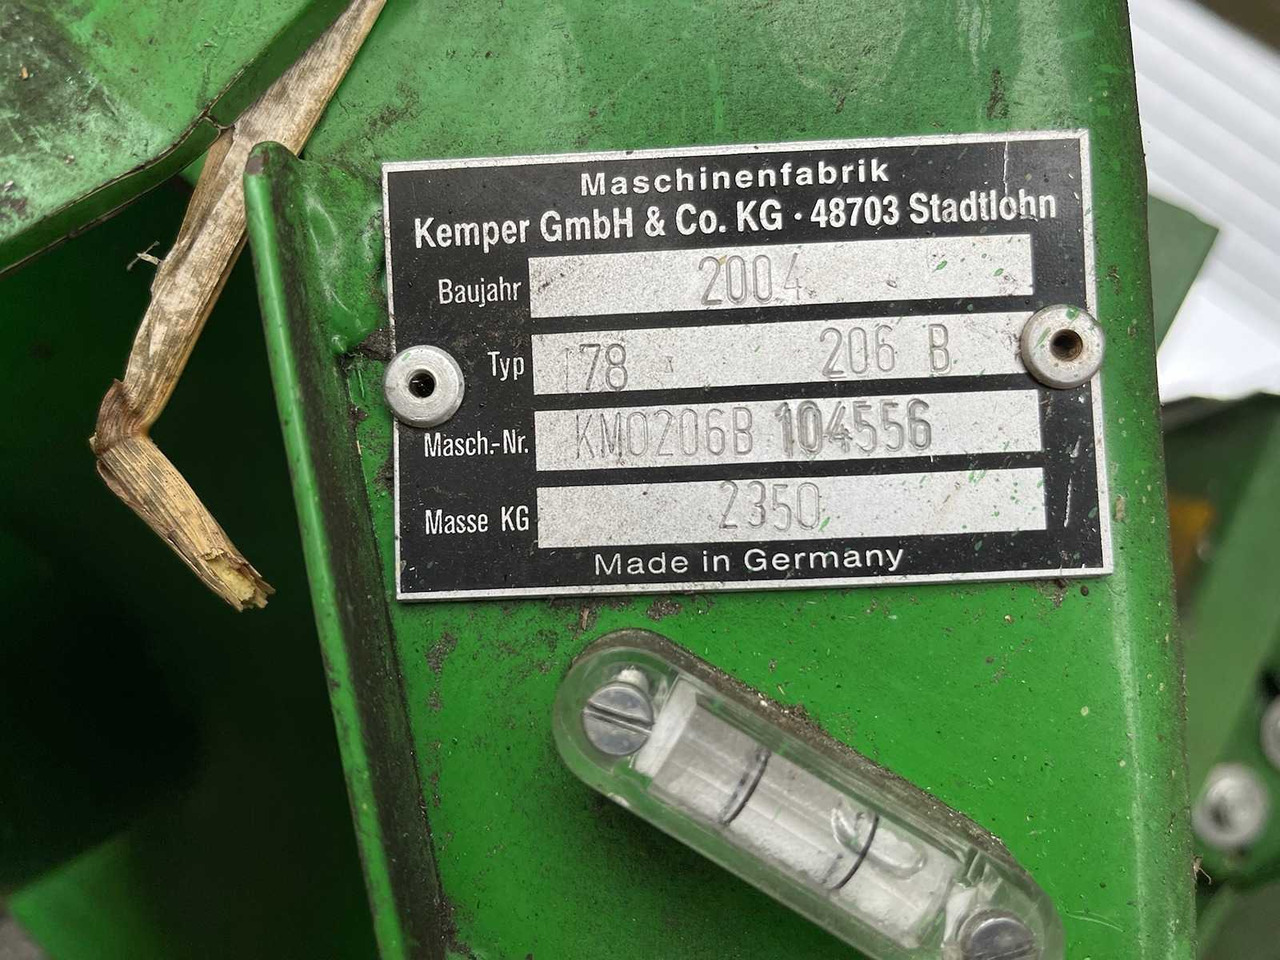 Maschinenfabrik
Kemper GmbH & Co. KG · 48703 Stadtlohn
Baujahr 2004
Typ 178 206 B
Masch.-Nr. KM0206B 104556
Masse KG 2350
Made in Germany